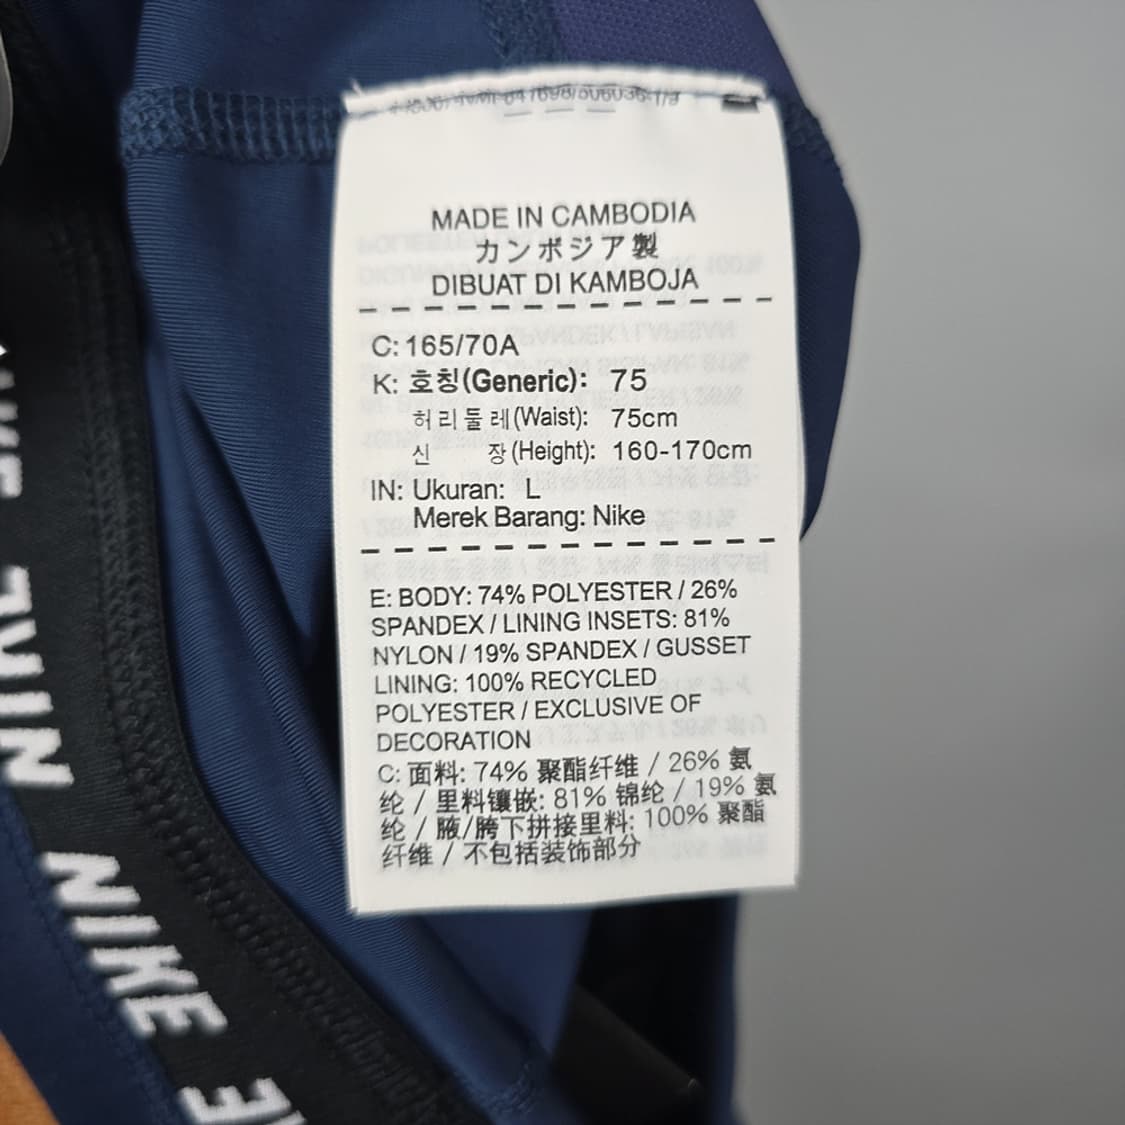 MADE IN CAMBODIA
カンボジア製
DIBUAT DI KAMBOJA
C: 165/70A
K: 호칭(Generic): 75
허리둘레(Waist): 75cm
신 장(Height): 160-170cm
IN: Ukuran: L
Merek Barang: Nike
E: BODY: 74% POLYESTER / 26%
SPANDEX / LINING INSETS: 81%
NYLON / 19% SPANDEX / GUSSET
LINING: 100% RECYCLED
POLYESTER / EXCLUSIVE OF
DECORATION
C: 面料: 74% 聚酯纤维 / 26% 氨
纶 / 里料镶嵌: 81% 锦纶 / 19% 氨
纶 / 腋/胯下拼接里料: 100% 聚酯
纤维 / 不包括装饰部分
NIKE
NIKE